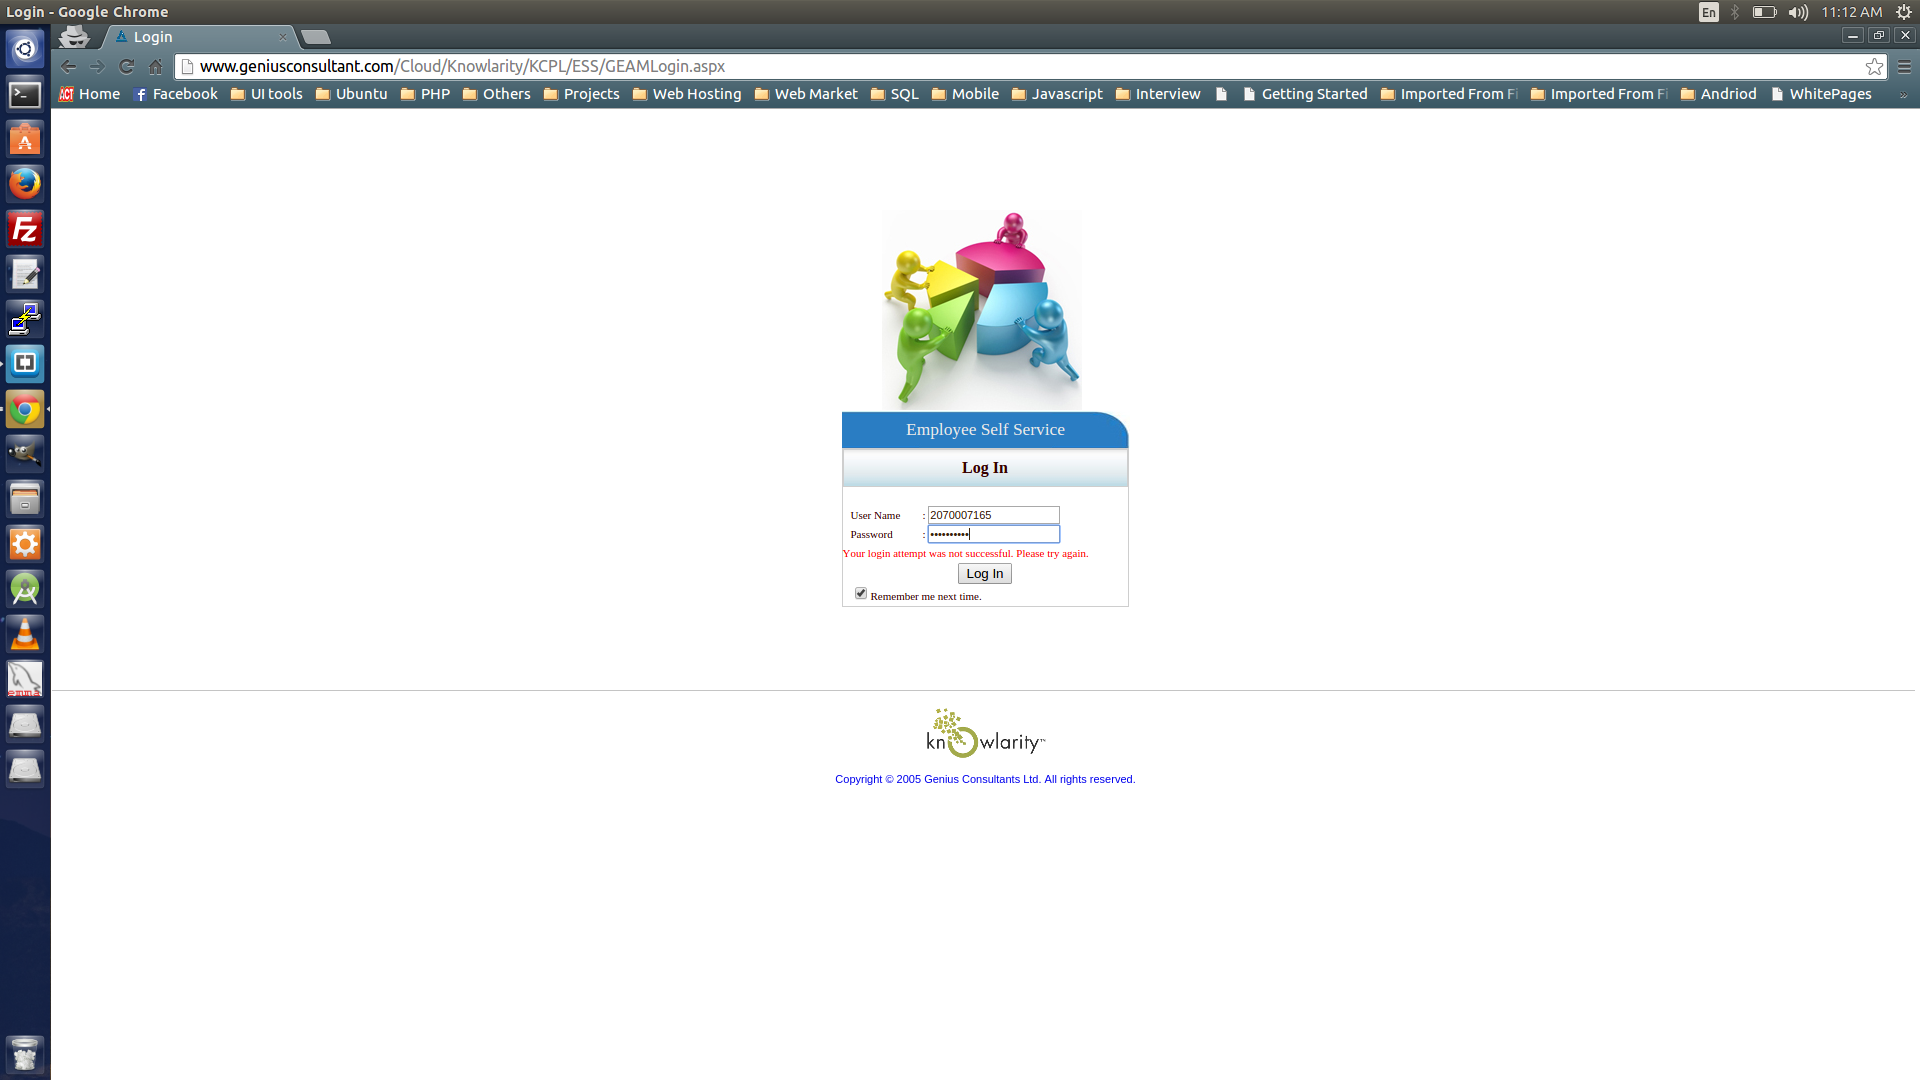 Login - Google Chrome
En
11:12 AM
Login
www.geniusconsultant.com/Cloud/Knowlarity/KCPL/ESS/GEAMLogin.aspx
ACT Home Facebook UI tools Ubuntu PHP Others Projects Web Hosting Web Market SQL Mobile Javascript Interview Getting Started Imported From Fi Imported From Fi Andriod WhitePages »
Employee Self Service
Log In
User Name : 2070007165
Password : ••••••••••
Your login attempt was not successful. Please try again.
Log In
Remember me next time.
knowlarity™
Copyright © 2005 Genius Consultants Ltd. All rights reserved.
Fz
emma